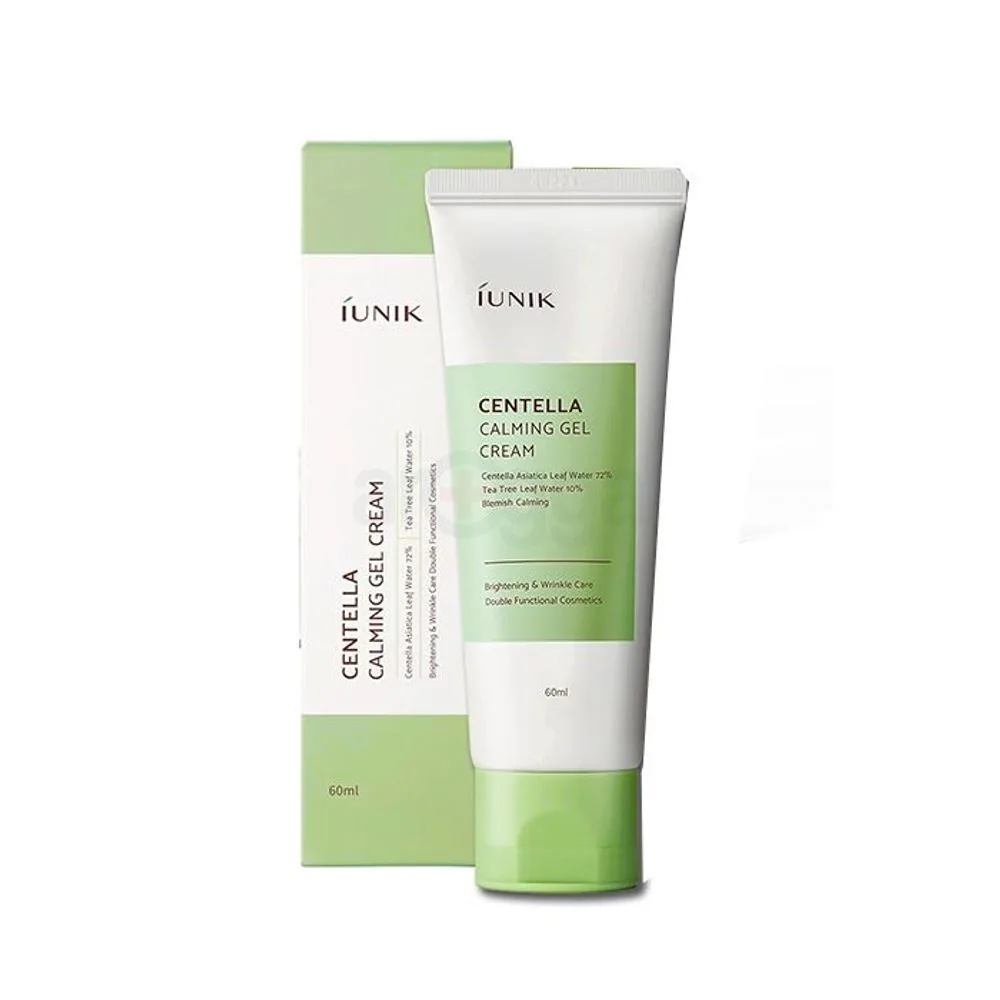 íUNIK
CENTELLA
CALMING GEL CREAM
Centella Asiatica Leaf Water 72% | Tea Tree Leaf Water 10%
Brightening & Wrinkle Care Double Functional Cosmetics
60ml
íUNIK
CENTELLA
CALMING GEL
CREAM
Centella Asiatica Leaf Water 72%
Tea Tree Leaf Water 10%
Blemish Calming
Brightening & Wrinkle Care
Double Functional Cosmetics
60ml